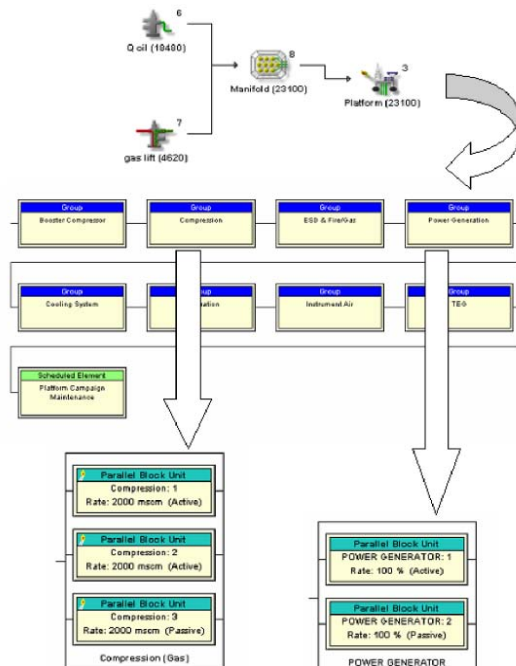 6
Q oil (18480)
8
Manifold (23100)
3
Platform (23100)
7
gas lift (4620)
Group
Booster Compressor
Group
Compression
Group
ESD & Fire/Gas
Group
Power Generation
Group
Cooling System
Group
Group
Instrument Air
Group
TEG
Scheduled Element
Platform Campaign
Maintenance
Parallel Block Unit
Compression: 1
Rate: 2000 mscm (Active)
Parallel Block Unit
Compression: 2
Rate: 2000 mscm (Active)
Parallel Block Unit
Compression: 3
Rate: 2000 mscm (Passive)
Compression (Gas)
Parallel Block Unit
POWER GENERATOR: 1
Rate: 100 % (Active)
Parallel Block Unit
POWER GENERATOR: 2
Rate: 100 % (Passive)
POWER GENERATOR